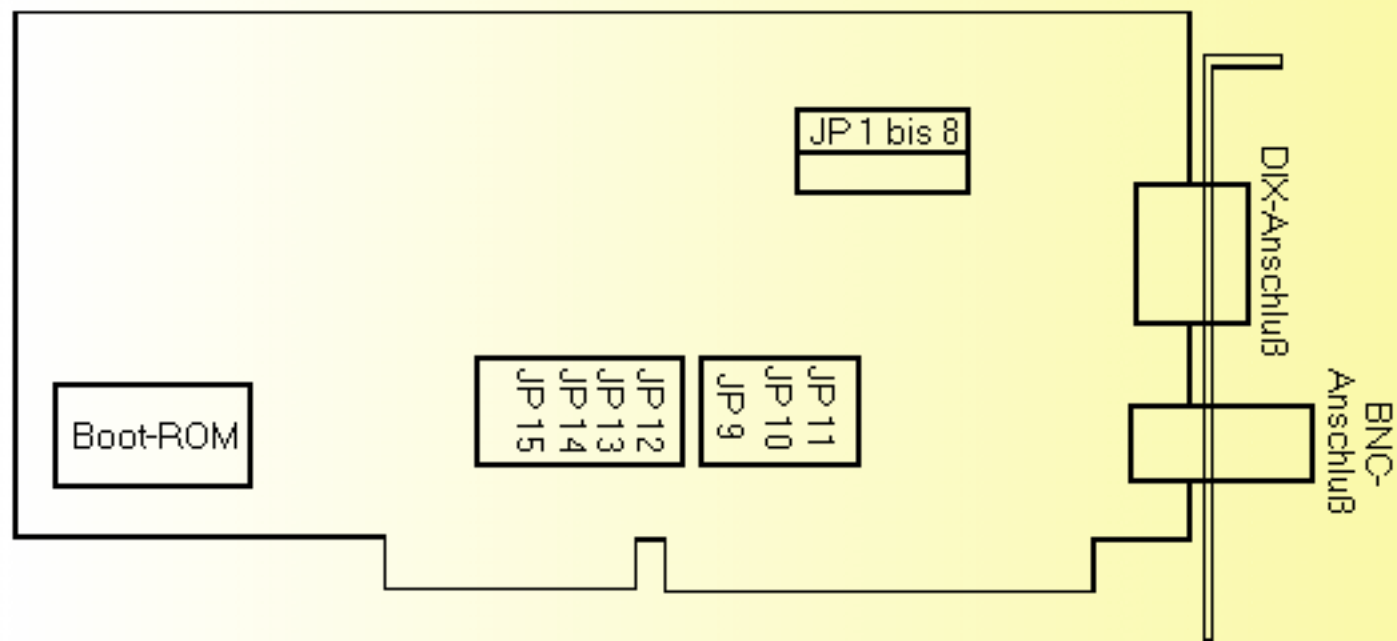 JP 1 bis 8
DIX-Anschluß
BNC-
Anschluß
Boot-ROM
JP 15
JP 14
JP 13
JP 12
JP 9
JP 10
JP 11